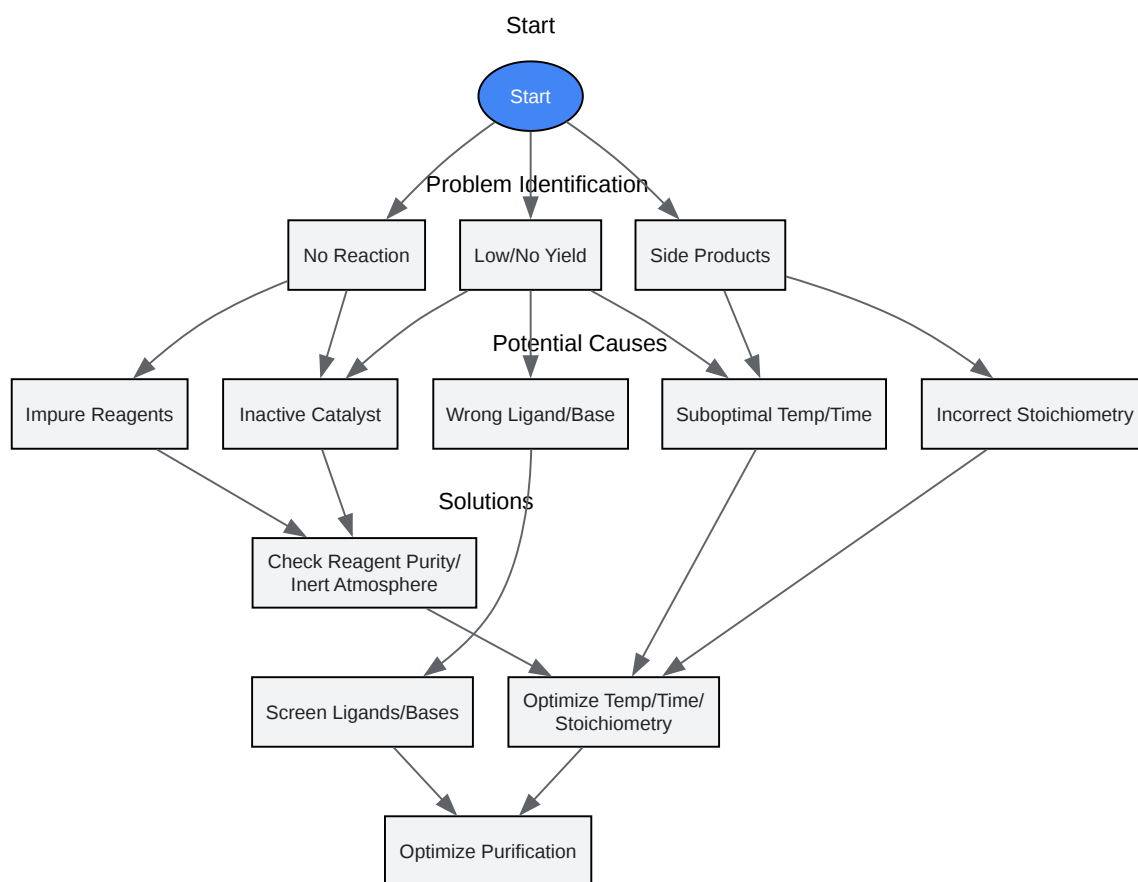 Start
Start
Problem Identification
No Reaction
Low/No Yield
Side Products
Potential Causes
Impure Reagents
Inactive Catalyst
Wrong Ligand/Base
Suboptimal Temp/Time
Incorrect Stoichiometry
Solutions
Check Reagent Purity/
Inert Atmosphere
Screen Ligands/Bases
Optimize Temp/Time/
Stoichiometry
Optimize Purification